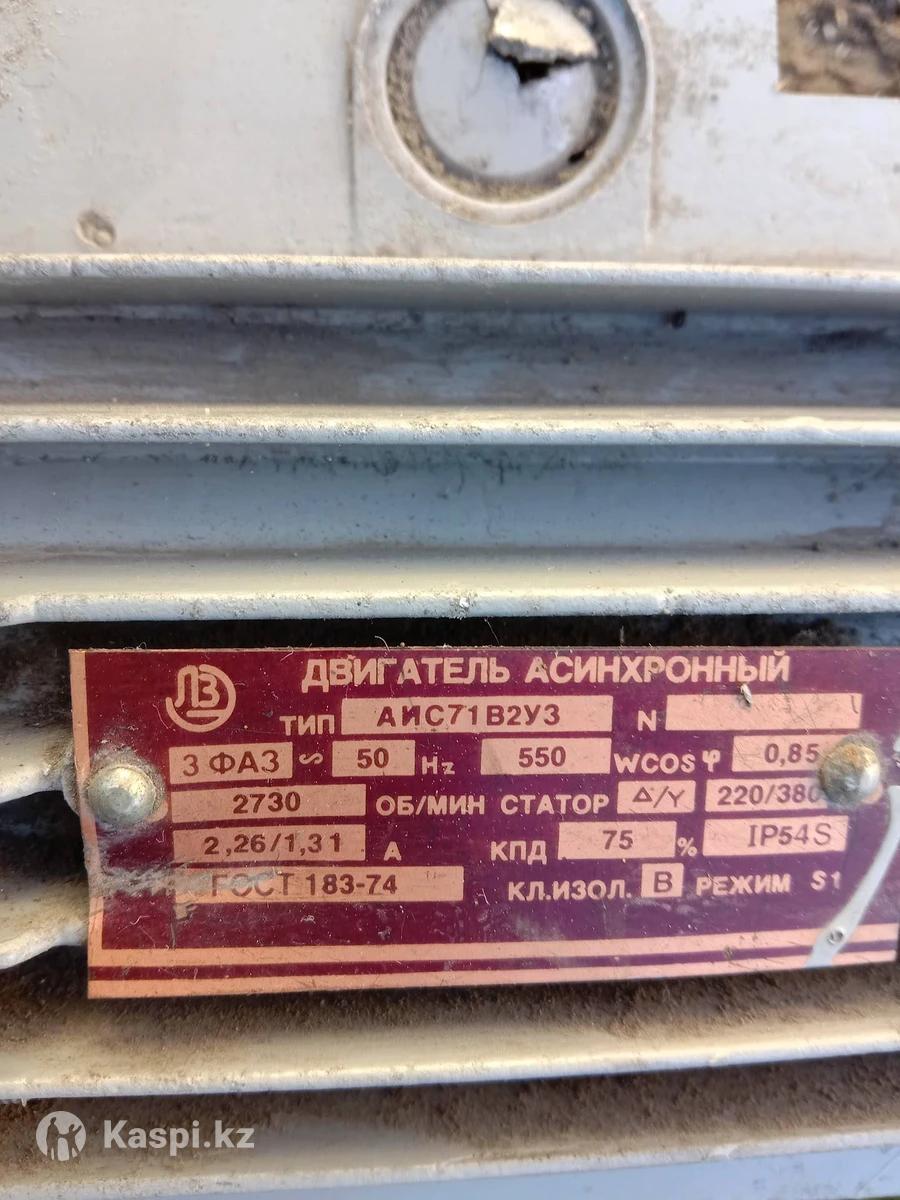 ЛВЗ
ДВИГАТЕЛЬ АСИНХРОННЫЙ
ТИП АИС71В2У3 N
3 ФАЗ ~ 50 Hz 550 W COS φ 0,85
2730 ОБ/МИН СТАТОР Δ/Y 220/380
2,26/1,31 А КПД 75 % IP54S
ГОСТ 183-74 КЛ.ИЗОЛ. В РЕЖИМ S1
Kaspi.kz